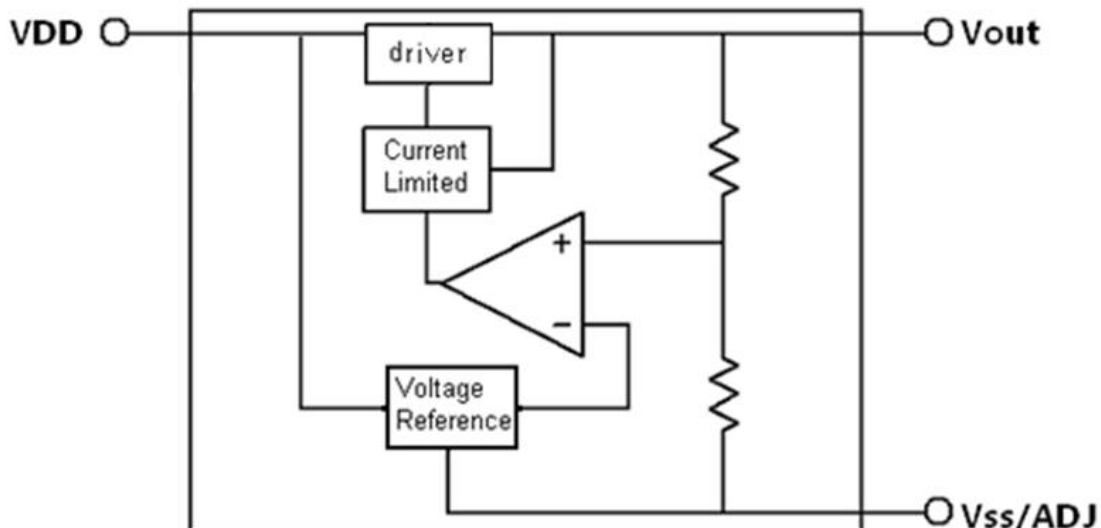 VDD
Vout
driver
Current
Limited
+
−
Voltage
Reference
Vss/ADJ